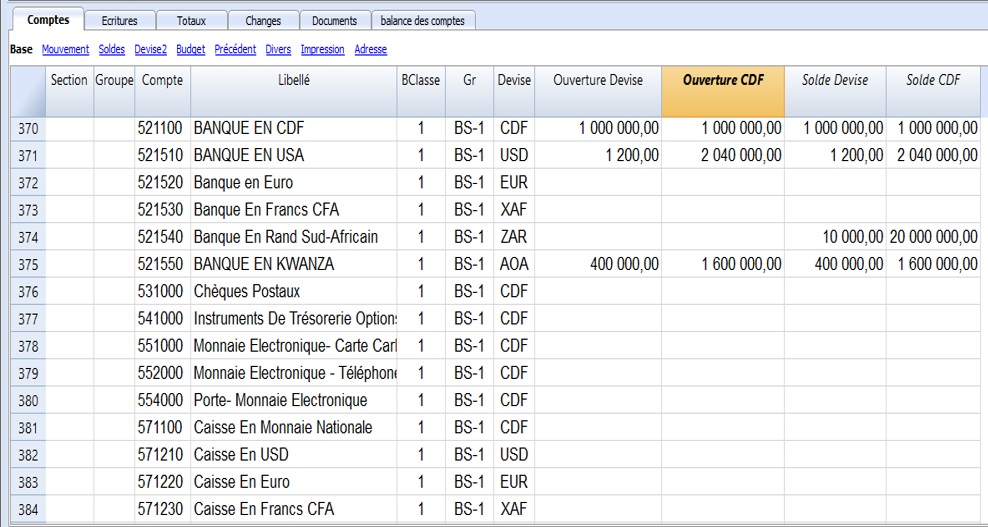 Comptes Ecritures Totaux Changes Documents balance des comptes
Base Mouvement Soldes Devise2 Budget Précédent Divers Impression Adresse
Section Groupe Compte Libellé BClasse Gr Devise Ouverture Devise Ouverture CDF Solde Devise Solde CDF
370 521100 BANQUE EN CDF 1 BS-1 CDF 1 000 000,00 1 000 000,00 1 000 000,00 1 000 000,00
371 521510 BANQUE EN USA 1 BS-1 USD 1 200,00 2 040 000,00 1 200,00 2 040 000,00
372 521520 Banque en Euro 1 BS-1 EUR
373 521530 Banque En Francs CFA 1 BS-1 XAF
374 521540 Banque En Rand Sud-Africain 1 BS-1 ZAR 10 000,00 20 000 000,00
375 521550 BANQUE EN KWANZA 1 BS-1 AOA 400 000,00 1 600 000,00 400 000,00 1 600 000,00
376 531000 Chèques Postaux 1 BS-1 CDF
377 541000 Instruments De Trésorerie Options 1 BS-1 CDF
378 551000 Monnaie Electronique- Carte Carl 1 BS-1 CDF
379 552000 Monnaie Electronique - Téléphone 1 BS-1 CDF
380 554000 Porte- Monnaie Electronique 1 BS-1 CDF
381 571100 Caisse En Monnaie Nationale 1 BS-1 CDF
382 571210 Caisse En USD 1 BS-1 USD
383 571220 Caisse En Euro 1 BS-1 EUR
384 571230 Caisse En Francs CFA 1 BS-1 XAF